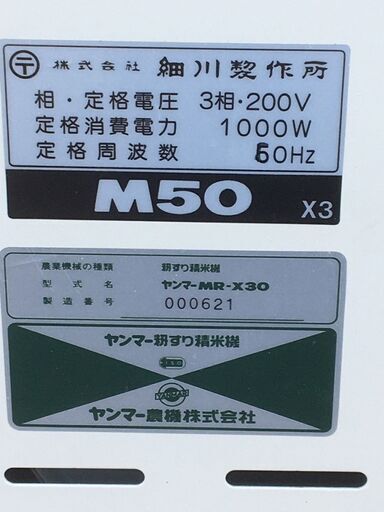 〒 株式会社 細川製作所
相・定格電圧 3相・200V
定格消費電力 1000W
定格周波数 60Hz
M50 X3
農業機械の種類 籾すり精米機
型式名 ヤンマーMR-X30
製造番号 000621
ヤンマー籾すり精米機
YANMAR
ヤンマー農機株式会社